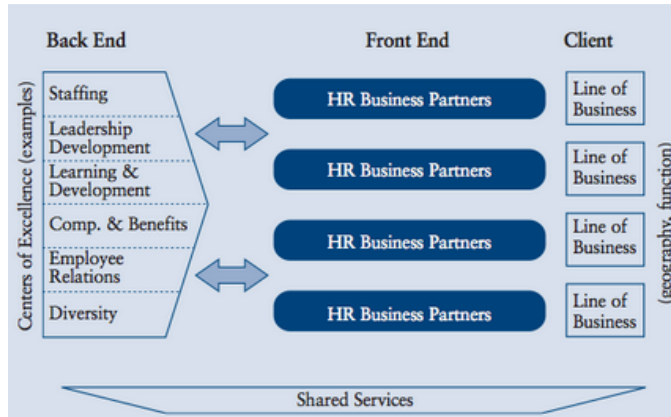 Back End
Front End
Client
Centers of Excellence (examples)
Staffing
Leadership
Development
Learning &
Development
Comp. & Benefits
Employee
Relations
Diversity
HR Business Partners
HR Business Partners
HR Business Partners
HR Business Partners
Line of
Business
Line of
Business
Line of
Business
Line of
Business
(geography, function)
Shared Services